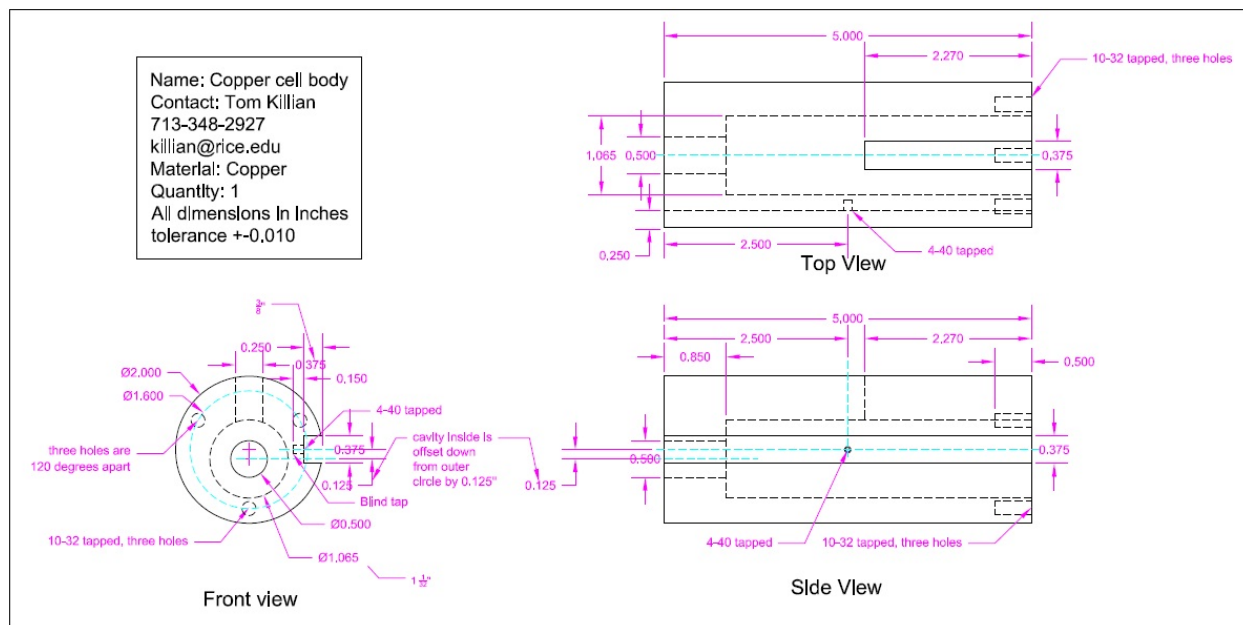 Name: Copper cell body
Contact: Tom Killian
713-348-2927
killian@rice.edu
Material: Copper
Quantity: 1
All dimensions in inches
tolerance +-0.010
5.000
2.270
10-32 tapped, three holes
1.065
0.500
0.375
0.250
2.500
4-40 tapped
Top View
0.250
0.375
0.150
Ø2.000
Ø1.600
4-40 tapped
three holes are
120 degrees apart
0.375
0.125
cavity inside is
offset down
from outer
circle by 0.125"
Blind tap
Ø0.500
10-32 tapped, three holes
Ø1.065
1 1/32"
Front view
5.000
2.500
2.270
0.850
0.500
0.500
0.125
0.375
4-40 tapped
10-32 tapped, three holes
Side View